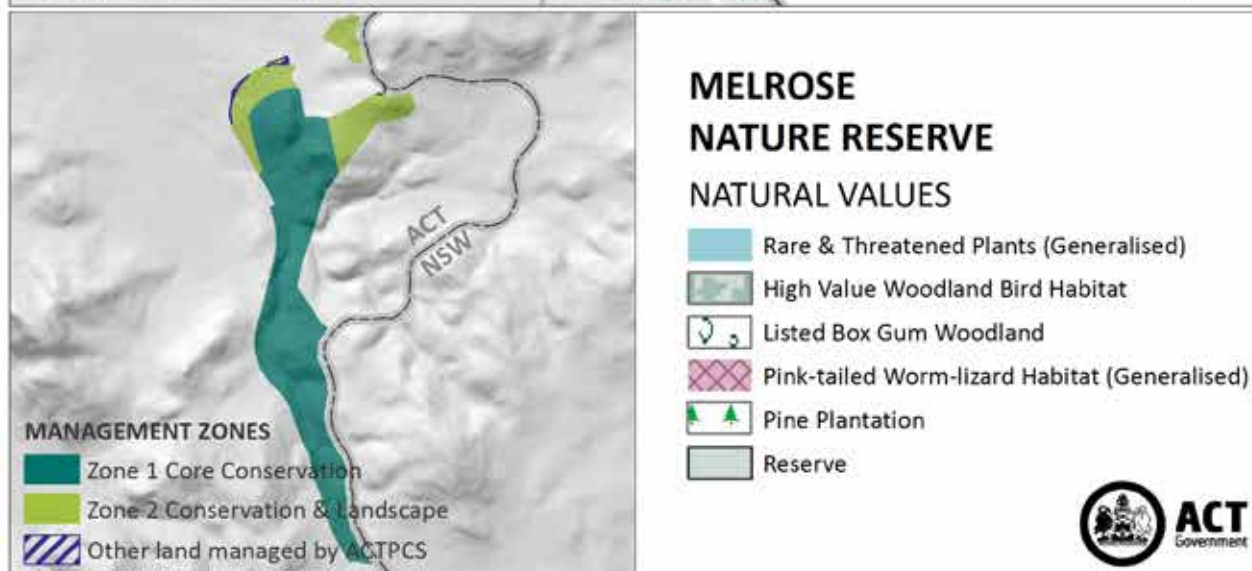 ACT
NSW
MANAGEMENT ZONES
Zone 1 Core Conservation
Zone 2 Conservation & Landscape
Other land managed by ACTPCS
MELROSE
NATURE RESERVE
NATURAL VALUES
Rare & Threatened Plants (Generalised)
High Value Woodland Bird Habitat
Listed Box Gum Woodland
Pink-tailed Worm-lizard Habitat (Generalised)
Pine Plantation
Reserve
ACT
Government